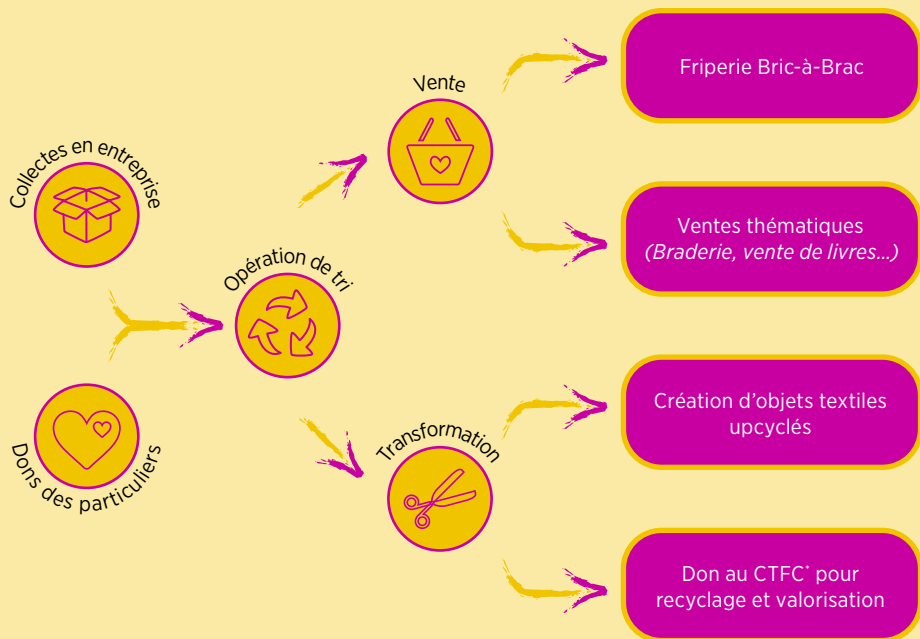 Collectes en entreprise
Dons des particuliers
Opération de tri
Vente
Transformation
Friperie Bric-à-Brac
Ventes thématiques
(Braderie, vente de livres...)
Création d'objets textiles
upcyclés
Don au CTFC* pour
recyclage et valorisation